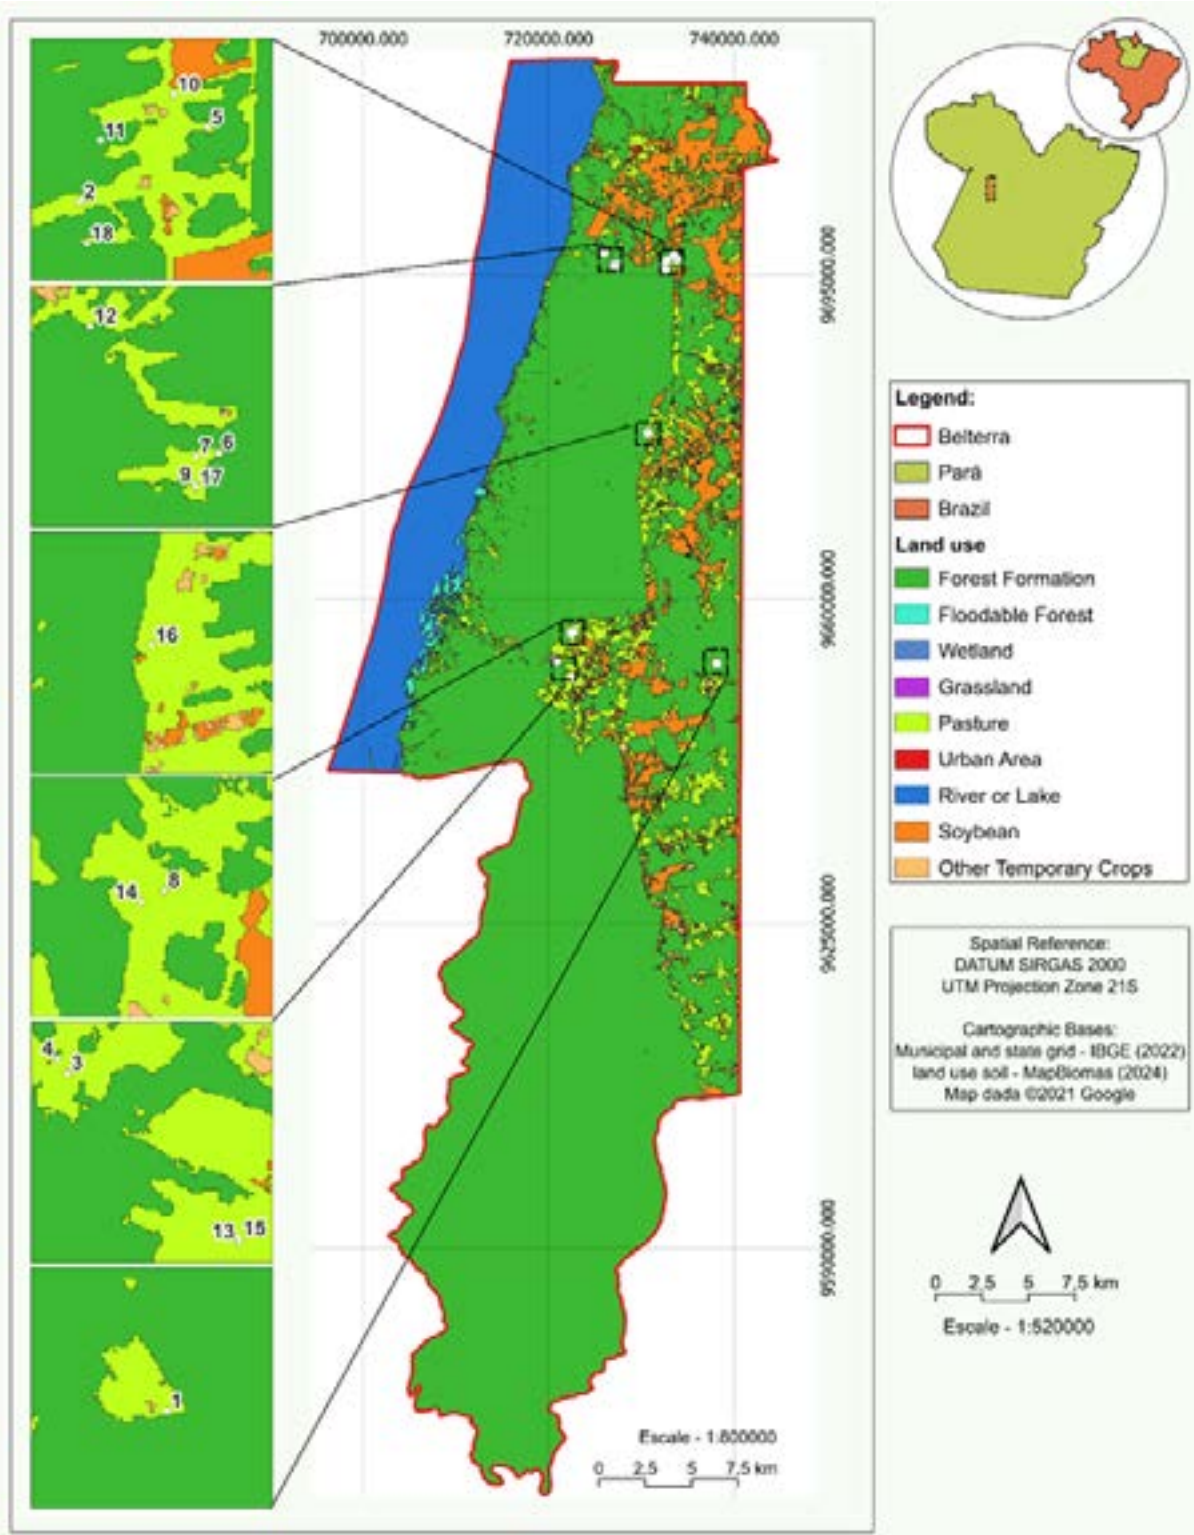 700000.000 720000.000 740000.000
10
5
11
2
18
12
7 6
9 17
16
8
14
4
3
13 15
1
9695000.000
9660000.000
9625000.000
9590000.000
Escale - 1:800000
0 2.5 5 7.5 km
Legend:
Belterra
Pará
Brazil
Land use
Forest Formation
Floodable Forest
Wetland
Grassland
Pasture
Urban Area
River or Lake
Soybean
Other Temporary Crops
Spatial Reference:
DATUM SIRGAS 2000
UTM Projection Zone 21S
Cartographic Bases:
Municipal and state grid - IBGE (2022)
land use soil - MapBiomas (2024)
Map dada ©2021 Google
0 2,5 5 7,5 km
Escale - 1:520000